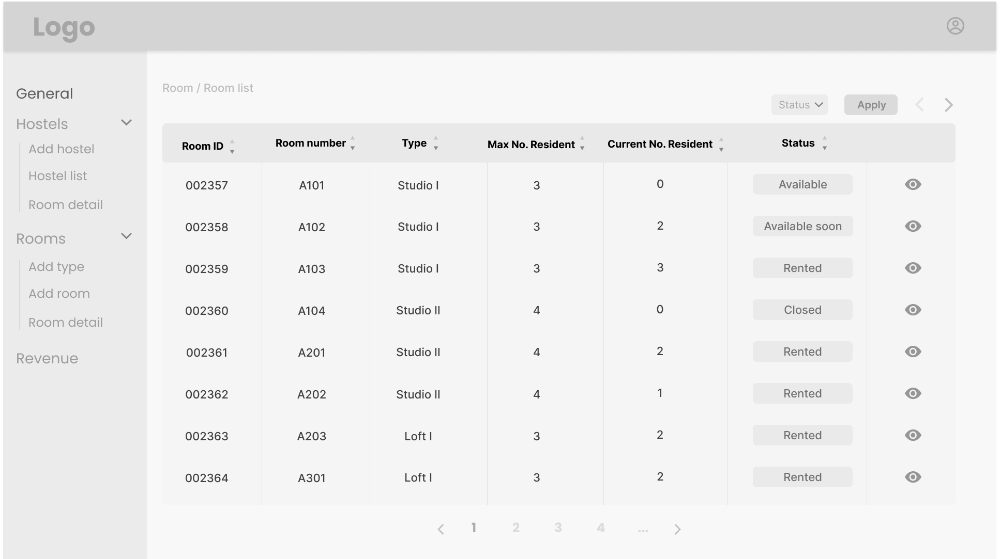 Logo
General
Hostels
Add hostel
Hostel list
Room detail
Rooms
Add type
Add room
Room detail
Revenue
Room / Room list
Status Apply
Room ID Room number Type Max No. Resident Current No. Resident Status
002357 A101 Studio I 3 0 Available
002358 A102 Studio I 3 2 Available soon
002359 A103 Studio I 3 3 Rented
002360 A104 Studio II 4 0 Closed
002361 A201 Studio II 4 2 Rented
002362 A202 Studio II 4 1 Rented
002363 A203 Loft I 3 2 Rented
002364 A301 Loft I 3 2 Rented
1 2 3 4 ...